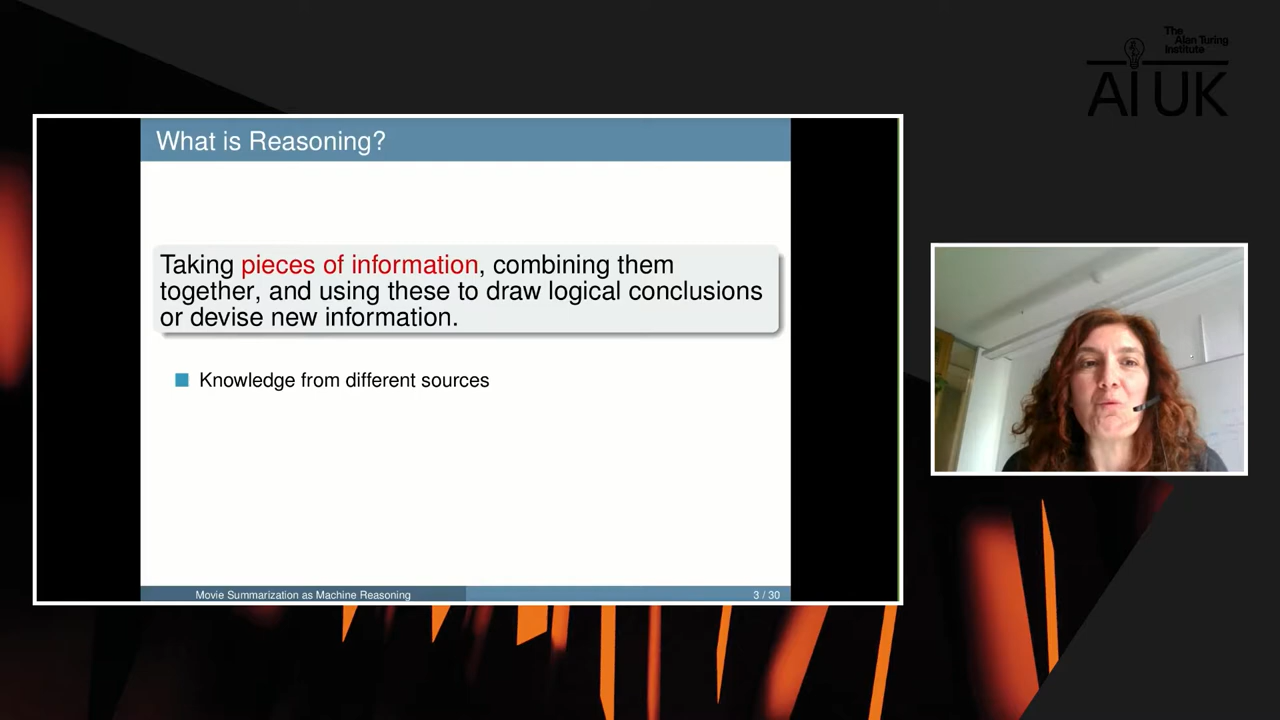 The
Alan Turing
Institute
AI UK
What is Reasoning?
Taking pieces of information, combining them
together, and using these to draw logical conclusions
or devise new information.
Knowledge from different sources
Movie Summarization as Machine Reasoning
3 / 30